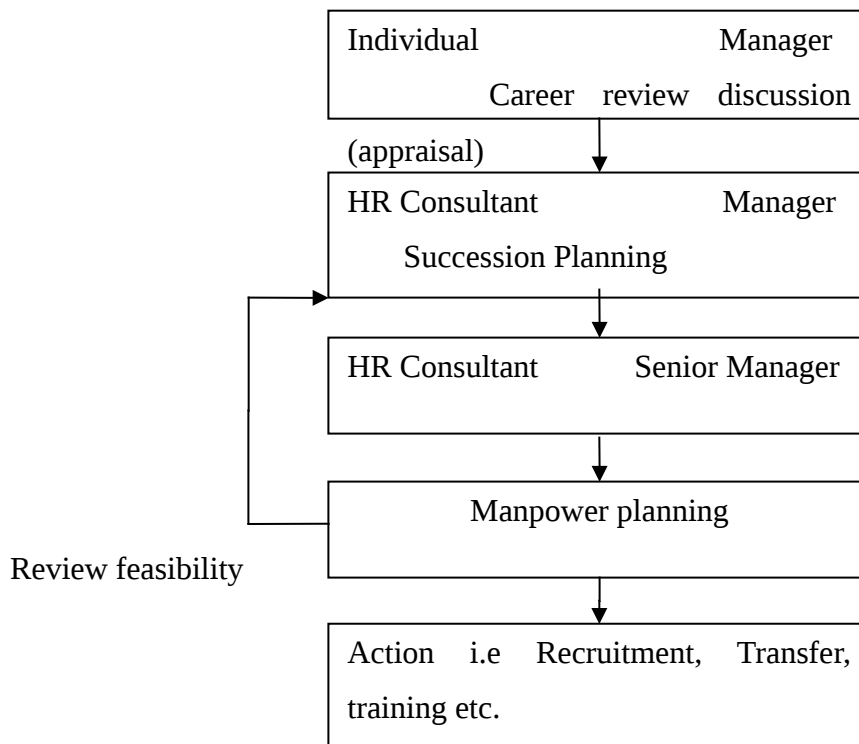 Individual Manager
Career review discussion
(appraisal)
HR Consultant Manager
Succession Planning
HR Consultant Senior Manager
Manpower planning
Review feasibility
Action i.e Recruitment, Transfer,
training etc.